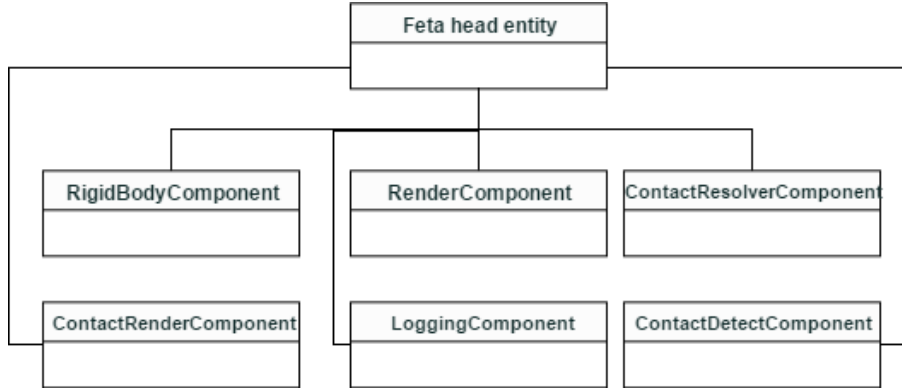 Feta head entity
RigidBodyComponent
RenderComponent
ContactResolverComponent
ContactRenderComponent
LoggingComponent
ContactDetectComponent